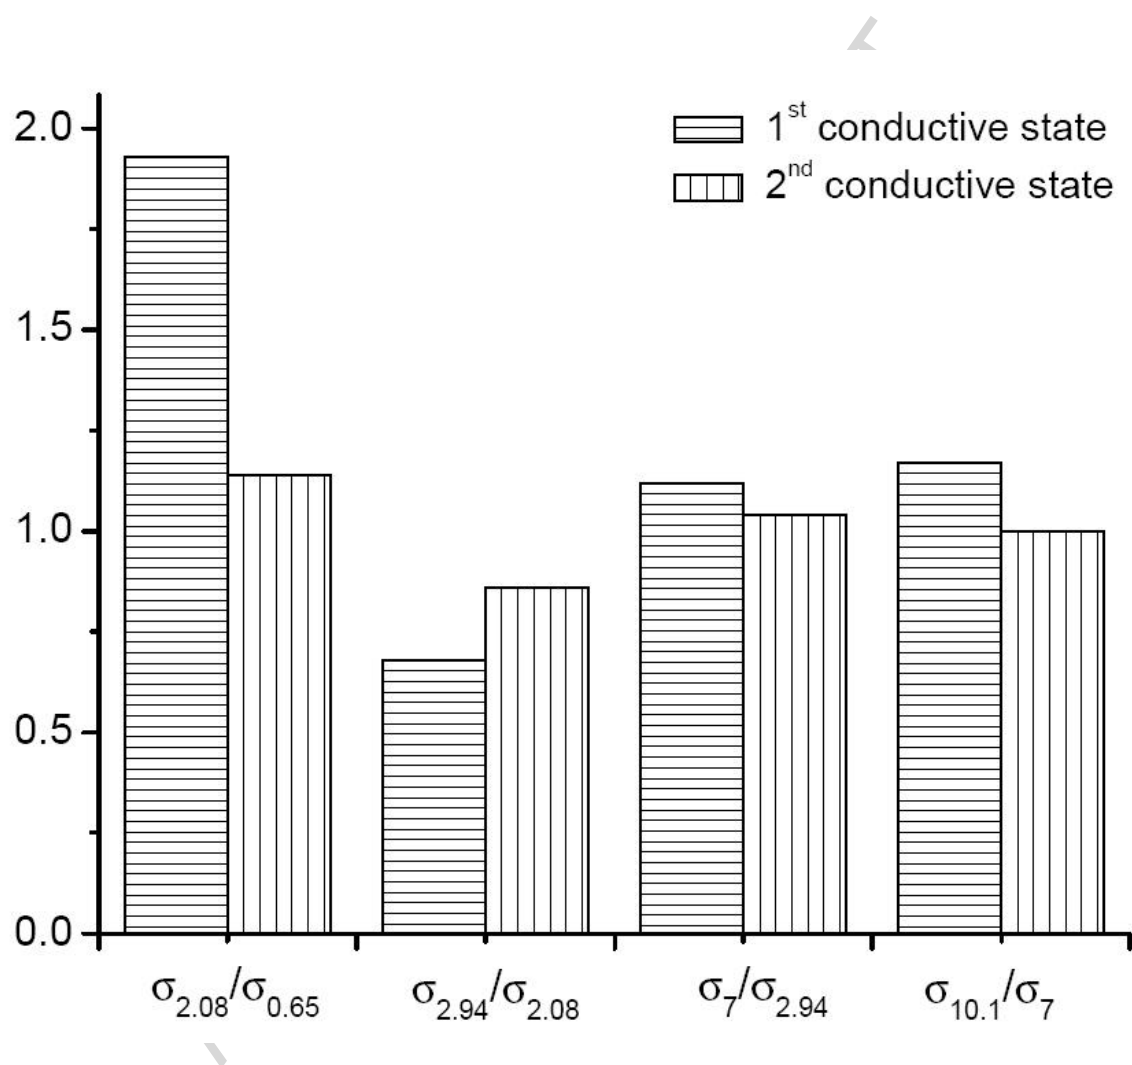 2.0
1st conductive state
2nd conductive state
1.5
1.0
0.5
0.0
σ2.08/σ0.65
σ2.94/σ2.08
σ7/σ2.94
σ10.1/σ7